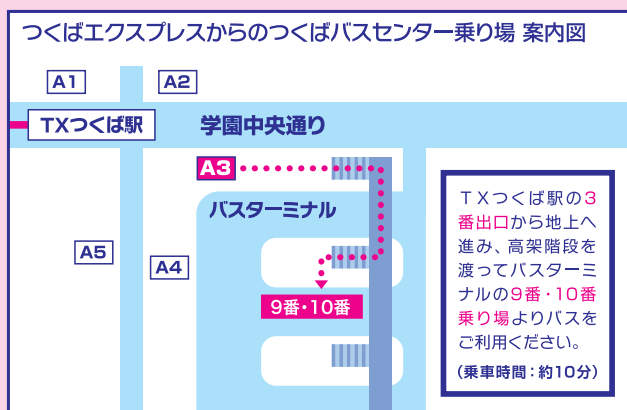 つくばエクスプレスからのつくばバスセンター乗り場 案内図
A1
A2
TXつくば駅
学園中央通り
A3
バスターミナル
A5
A4
9番・10番
TXつくば駅の3
番出口から地上へ
進み、高架階段を
渡ってバスターミ
ナルの9番・10番
乗り場よりバスを
ご利用ください。
(乗車時間:約10分)